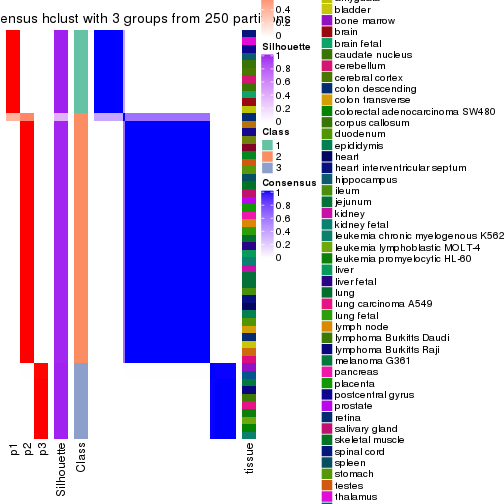 ensus hclust with 3 groups from 250 partitions
p1
p2
p3
Silhouette
Class
tissue
0.4
0.2
0
Silhouette
1
0.8
0.6
0.4
0.2
0
Class
1
2
3
Consensus
1
0.8
0.6
0.4
0.2
0
bladder
bone marrow
brain
brain fetal
caudate nucleus
cerebellum
cerebral cortex
colon descending
colon transverse
colorectal adenocarcinoma SW480
corpus callosum
duodenum
epididymis
heart
heart interventricular septum
hippocampus
ileum
jejunum
kidney
kidney fetal
leukemia chronic myelogenous K562
leukemia lymphoblastic MOLT-4
leukemia promyelocytic HL-60
liver
liver fetal
lung
lung carcinoma A549
lung fetal
lymph node
lymphoma Burkitts Daudi
lymphoma Burkitts Raji
melanoma G361
pancreas
placenta
postcentral gyrus
prostate
retina
salivary gland
skeletal muscle
spinal cord
spleen
stomach
testes
thalamus